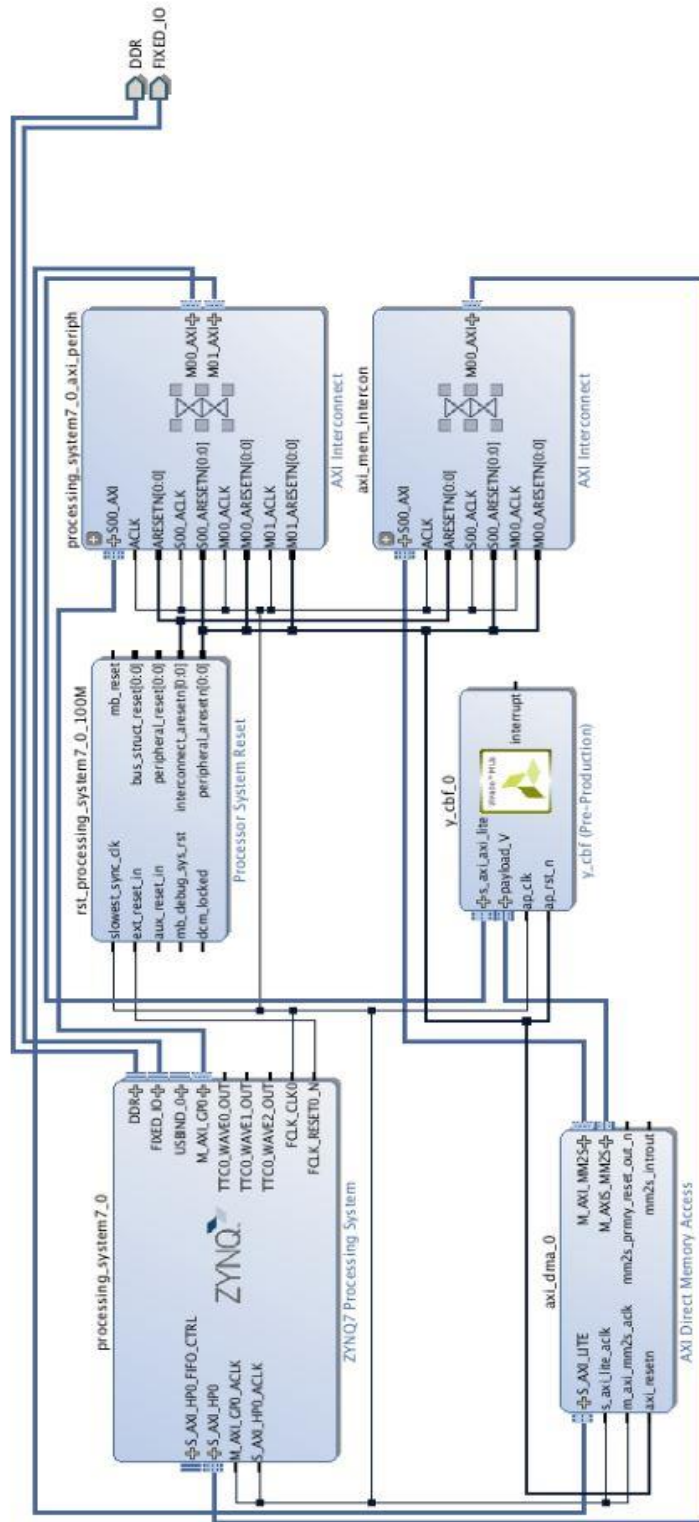 DDR
FIXED_IO
processing_system7_0
S_AXI_HP0_FIFO_CTRL
S_AXI_HP0
M_AXI_GP0_ACLK
S_AXI_HP0_ACLK
ZYNQ
DDR
FIXED_IO
USBIND_0
M_AXI_GP0
TTC0_WAVE0_OUT
TTC0_WAVE1_OUT
TTC0_WAVE2_OUT
FCLK_CLK0
FCLK_RESET0_N
ZYNQ7 Processing System
rst_processing_system7_0_100M
slowest_sync_clk
ext_reset_in
aux_reset_in
mb_debug_sys_rst
dcm_locked
mb_reset
bus_struct_reset[0:0]
peripheral_reset[0:0]
interconnect_aresetn[0:0]
peripheral_aresetn[0:0]
Processor System Reset
processing_system7_0_axi_periph
S00_AXI
ACLK
ARESETN[0:0]
S00_ACLK
S00_ARESETN[0:0]
M00_ACLK
M00_ARESETN[0:0]
M01_ACLK
M01_ARESETN[0:0]
M00_AXI
M01_AXI
AXI Interconnect
axi_dma_0
S_AXI_LITE
s_axi_lite_aclk
m_axi_mm2s_aclk
axi_resetn
M_AXI_MM2S
M_AXIS_MM2S
mm2s_prmry_reset_out_n
mm2s_introut
AXI Direct Memory Access
y_cbf_0
s_axi_axi_lite
payload_V
ap_clk
ap_rst_n
interrupt
y_cbf (Pre-Production)
axi_mem_intercon
S00_AXI
ACLK
ARESETN[0:0]
S00_ACLK
S00_ARESETN[0:0]
M00_ACLK
M00_ARESETN[0:0]
M00_AXI
AXI Interconnect